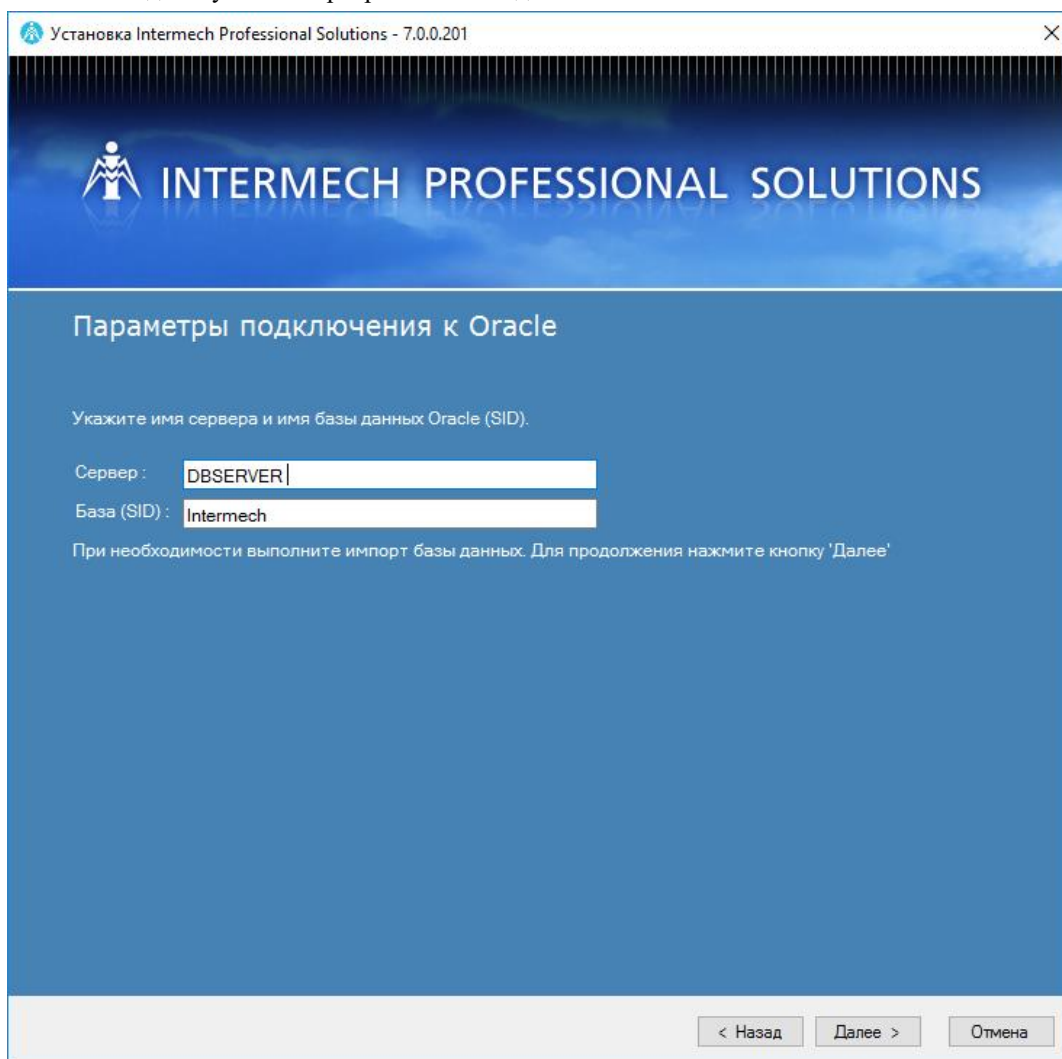 Установка Intermech Professional Solutions - 7.0.0.201
INTERMECH PROFESSIONAL SOLUTIONS
Параметры подключения к Oracle
Укажите имя сервера и имя базы данных Oracle (SID).
Сервер : DBSERVER
База (SID) : Intermech
При необходимости выполните импорт базы данных. Для продолжения нажмите кнопку 'Далее'
< Назад Далее > Отмена